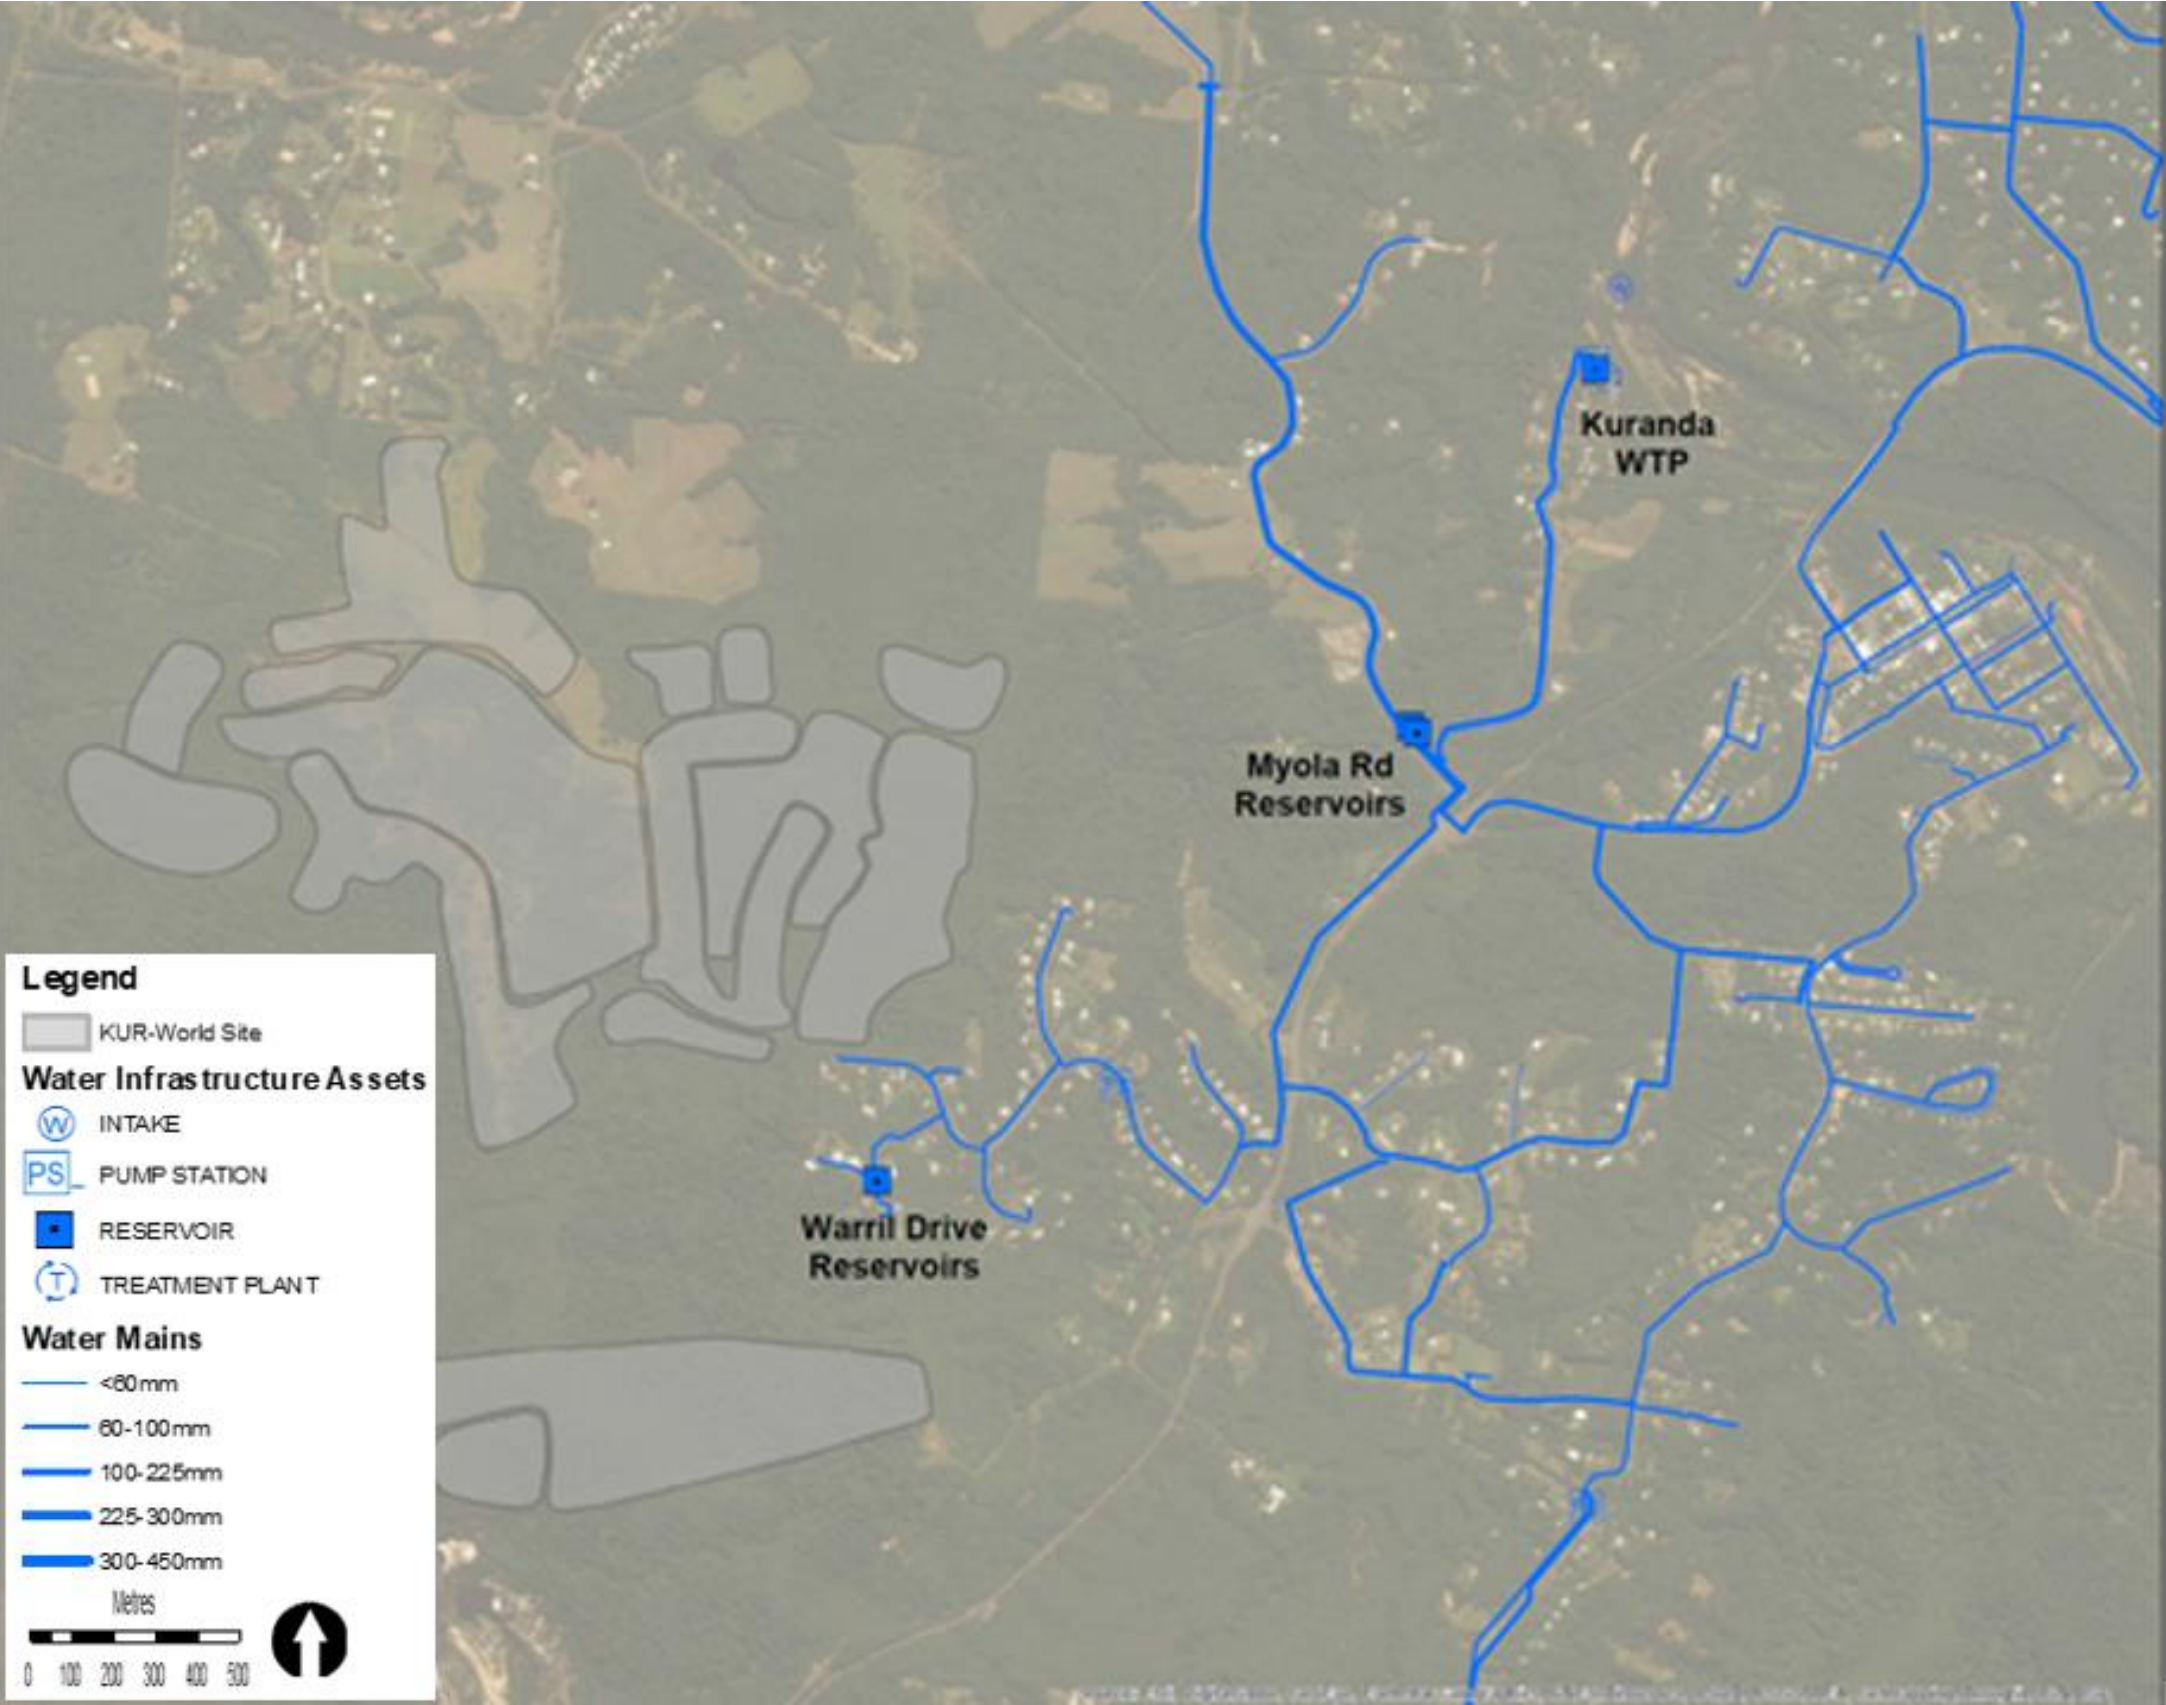 Kuranda
WTP
Myola Rd
Reservoirs
Warril Drive
Reservoirs
Legend
KUR-World Site
Water Infrastructure Assets
W INTAKE
PS PUMP STATION
RESERVOIR
T TREATMENT PLANT
Water Mains
<60mm
60-100mm
100-225mm
225-300mm
300-450mm
Metres
0 100 200 300 400 500